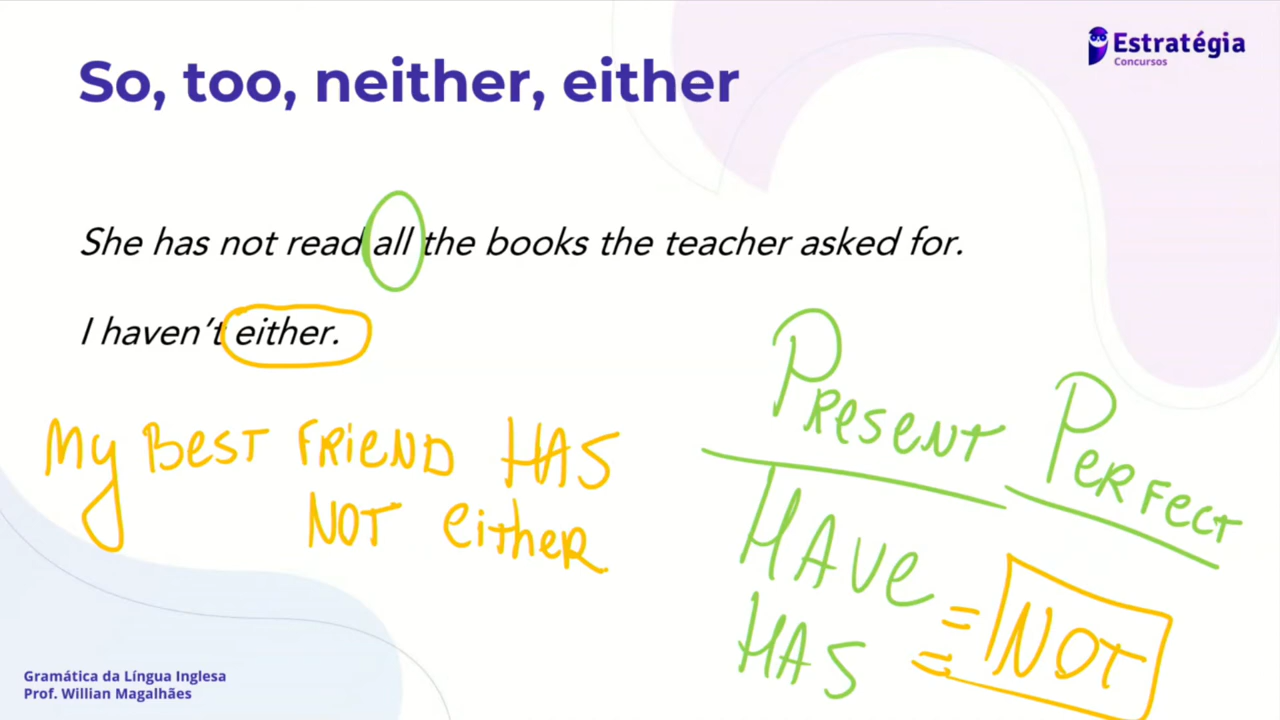 Estratégia
Concursos
So, too, neither, either
She has not read all the books the teacher asked for.
I haven't either.
My BEST FRIEND HAS
NOT either
PRESENT PERFECT
HAVE
HAS
= NOT
=
Gramática da Língua Inglesa
Prof. Willian Magalhães